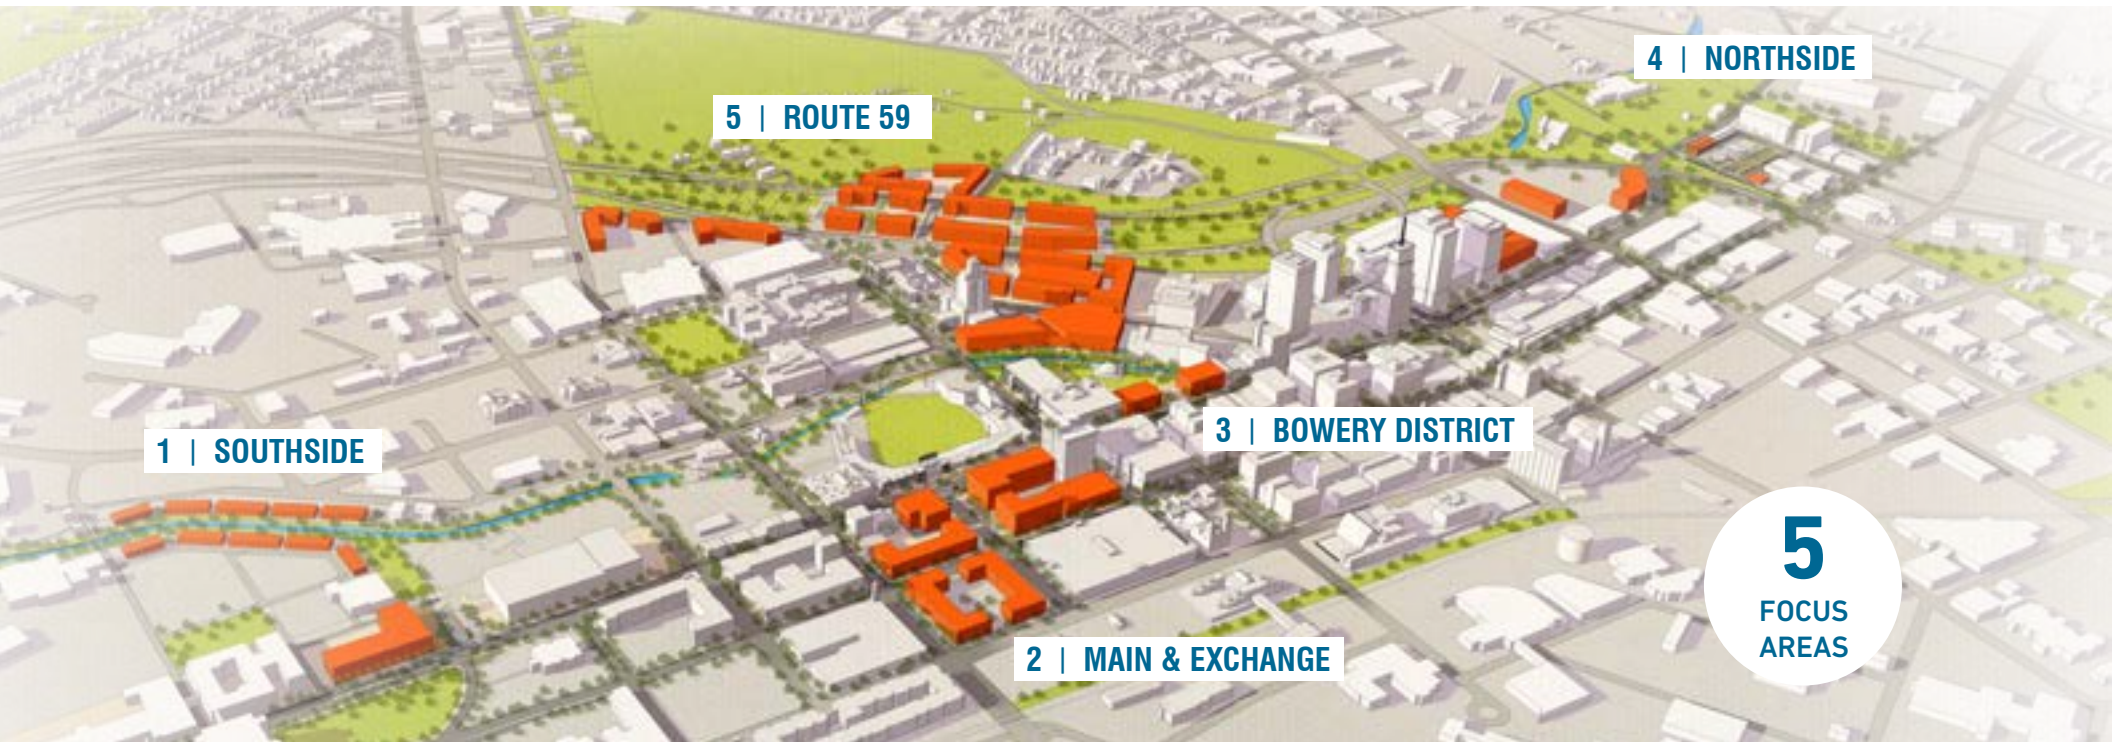 4 | NORTHSIDE
5 | ROUTE 59
3 | BOWERY DISTRICT
1 | SOUTHSIDE
2 | MAIN & EXCHANGE
5
FOCUS
AREAS